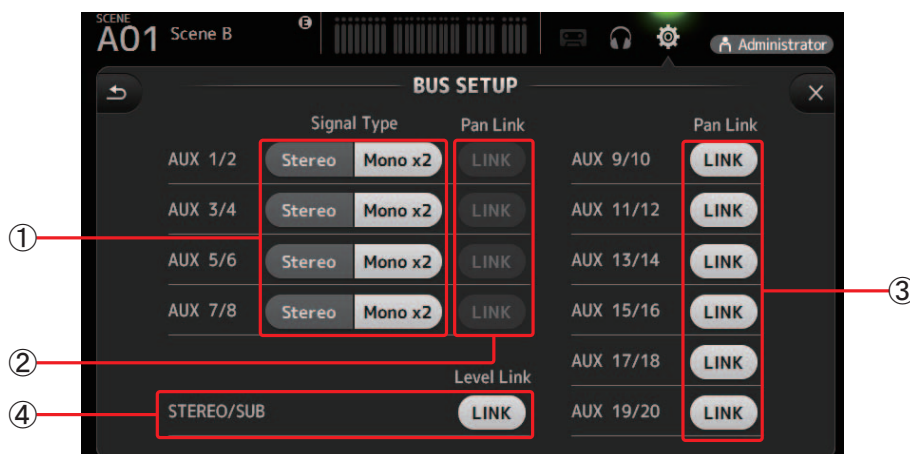 SCENE
A01 Scene B E Administrator
BUS SETUP
Signal Type Pan Link Pan Link
AUX 1/2 Stereo Mono x2 LINK AUX 9/10 LINK
AUX 3/4 Stereo Mono x2 LINK AUX 11/12 LINK
① ③
AUX 5/6 Stereo Mono x2 LINK AUX 13/14 LINK
AUX 7/8 Stereo Mono x2 LINK AUX 15/16 LINK
② AUX 17/18 LINK
Level Link
④ STEREO/SUB LINK AUX 19/20 LINK